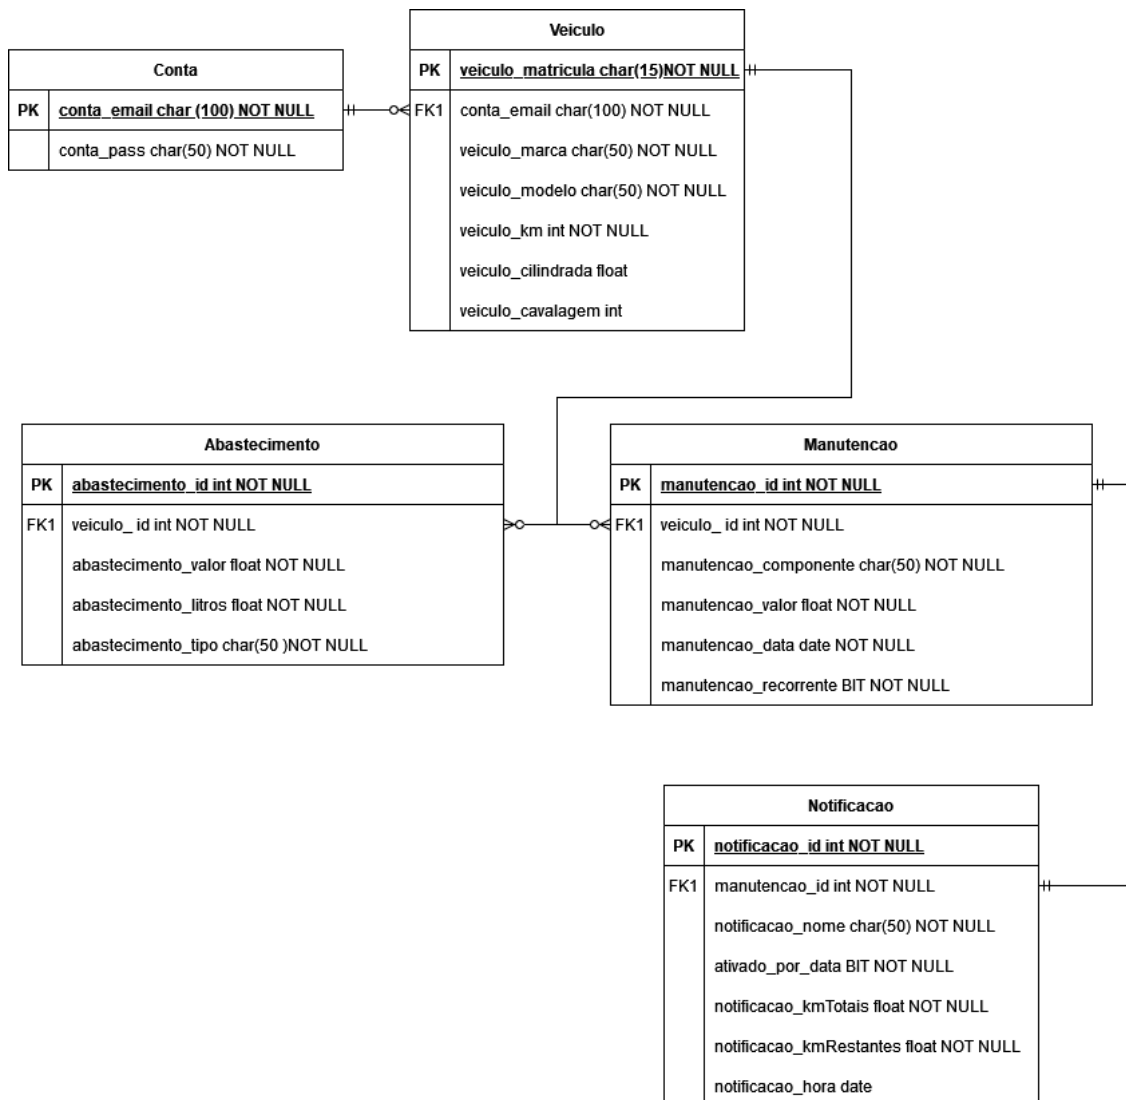 Veiculo
PK veiculo_matricula char(15)NOT NULL
FK1 conta_email char(100) NOT NULL
veiculo_marca char(50) NOT NULL
veiculo_modelo char(50) NOT NULL
veiculo_km int NOT NULL
veiculo_cilindrada float
veiculo_cavalagem int
Conta
PK conta_email char (100) NOT NULL
conta_pass char(50) NOT NULL
Abastecimento
PK abastecimento_id int NOT NULL
FK1 veiculo_ id int NOT NULL
abastecimento_valor float NOT NULL
abastecimento_litros float NOT NULL
abastecimento_tipo char(50 )NOT NULL
Manutencao
PK manutencao_id int NOT NULL
FK1 veiculo_ id int NOT NULL
manutencao_componente char(50) NOT NULL
manutencao_valor float NOT NULL
manutencao_data date NOT NULL
manutencao_recorrente BIT NOT NULL
Notificacao
PK notificacao_id int NOT NULL
FK1 manutencao_id int NOT NULL
notificacao_nome char(50) NOT NULL
ativado_por_data BIT NOT NULL
notificacao_kmTotais float NOT NULL
notificacao_kmRestantes float NOT NULL
notificacao_hora date